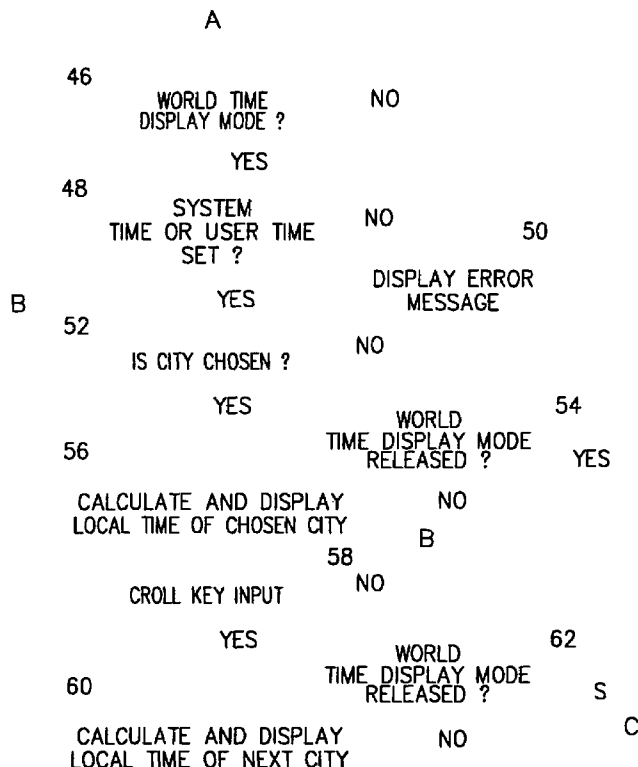 A
46
WORLD TIME NO
DISPLAY MODE ?
YES
48
SYSTEM
TIME OR USER TIME NO 50
SET ?
DISPLAY ERROR
B YES MESSAGE
52
IS CITY CHOSEN ? NO
YES WORLD 54
56 TIME DISPLAY MODE
RELEASED ? YES
CALCULATE AND DISPLAY NO
LOCAL TIME OF CHOSEN CITY
B
58
CROLL KEY INPUT NO
YES WORLD 62
60 TIME DISPLAY MODE
RELEASED ? S
C
CALCULATE AND DISPLAY NO
LOCAL TIME OF NEXT CITY